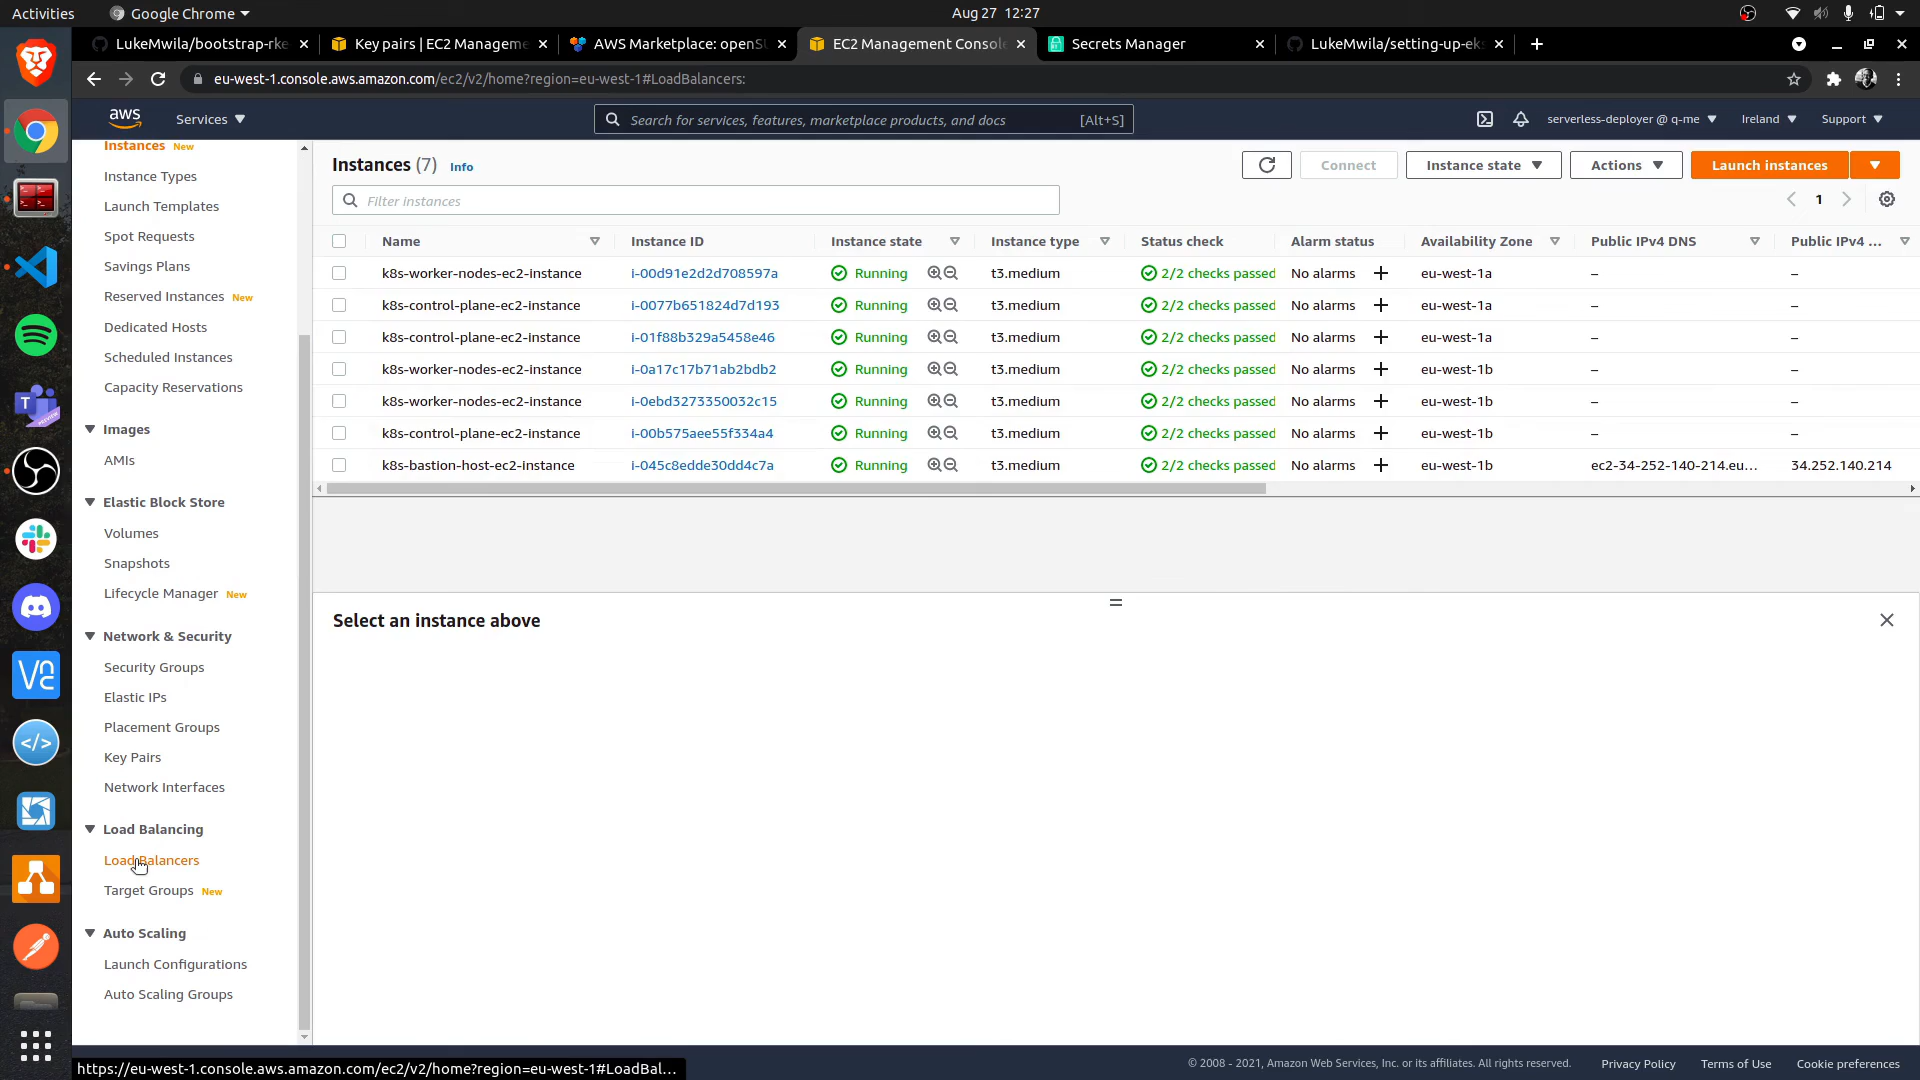 Activities
Google Chrome
Aug 27 12:27
LukeMwila/bootstrap-rke
Key pairs | EC2 Manageme
AWS Marketplace: openSU
EC2 Management Console
Secrets Manager
LukeMwila/setting-up-eks
eu-west-1.console.aws.amazon.com/ec2/v2/home?region=eu-west-1#LoadBalancers:
aws
Services
Search for services, features, marketplace products, and docs
[Alt+S]
serverless-deployer @ q-me
Ireland
Support
Instances New
Instance Types
Launch Templates
Spot Requests
Savings Plans
Reserved Instances New
Dedicated Hosts
Scheduled Instances
Capacity Reservations
Images
AMIs
Elastic Block Store
Volumes
Snapshots
Lifecycle Manager New
Network & Security
Security Groups
Elastic IPs
Placement Groups
Key Pairs
Network Interfaces
Load Balancing
Load Balancers
Target Groups New
Auto Scaling
Launch Configurations
Auto Scaling Groups
Instances (7) Info
Connect
Instance state
Actions
Launch instances
Filter instances
1
Name Instance ID Instance state Instance type Status check Alarm status Availability Zone Public IPv4 DNS Public IPv4 ...
k8s-worker-nodes-ec2-instance i-00d91e2d2d708597a Running t3.medium 2/2 checks passed No alarms + eu-west-1a – –
k8s-control-plane-ec2-instance i-0077b651824d7d193 Running t3.medium 2/2 checks passed No alarms + eu-west-1a – –
k8s-control-plane-ec2-instance i-01f88b329a5458e46 Running t3.medium 2/2 checks passed No alarms + eu-west-1a – –
k8s-worker-nodes-ec2-instance i-0a17c17b71ab2bdb2 Running t3.medium 2/2 checks passed No alarms + eu-west-1b – –
k8s-worker-nodes-ec2-instance i-0ebd3273350032c15 Running t3.medium 2/2 checks passed No alarms + eu-west-1b – –
k8s-control-plane-ec2-instance i-00b575aee55f334a4 Running t3.medium 2/2 checks passed No alarms + eu-west-1b – –
k8s-bastion-host-ec2-instance i-045c8edde30dd4c7a Running t3.medium 2/2 checks passed No alarms + eu-west-1b ec2-34-252-140-214.eu... 34.252.140.214
Select an instance above
https://eu-west-1.console.aws.amazon.com/ec2/v2/home?region=eu-west-1#LoadBal...
© 2008 - 2021, Amazon Web Services, Inc. or its affiliates. All rights reserved.
Privacy Policy
Terms of Use
Cookie preferences